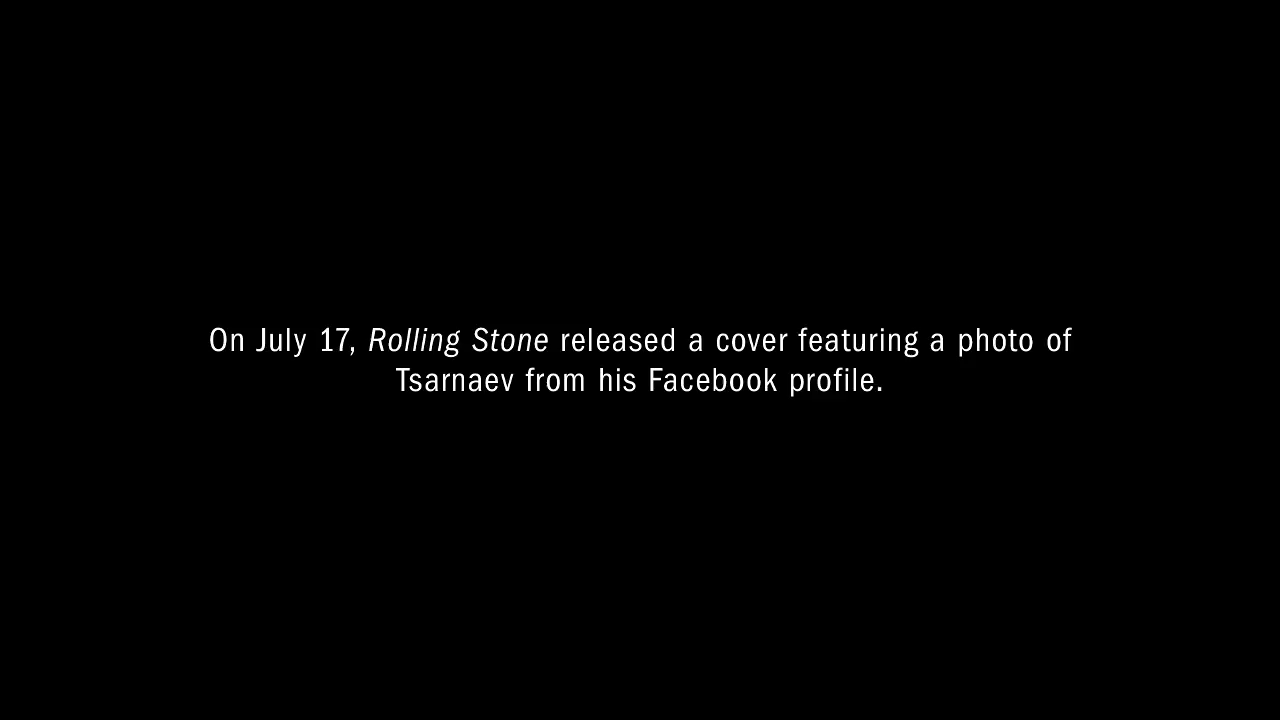 On July 17, Rolling Stone released a cover featuring a photo of
Tsarnaev from his Facebook profile.